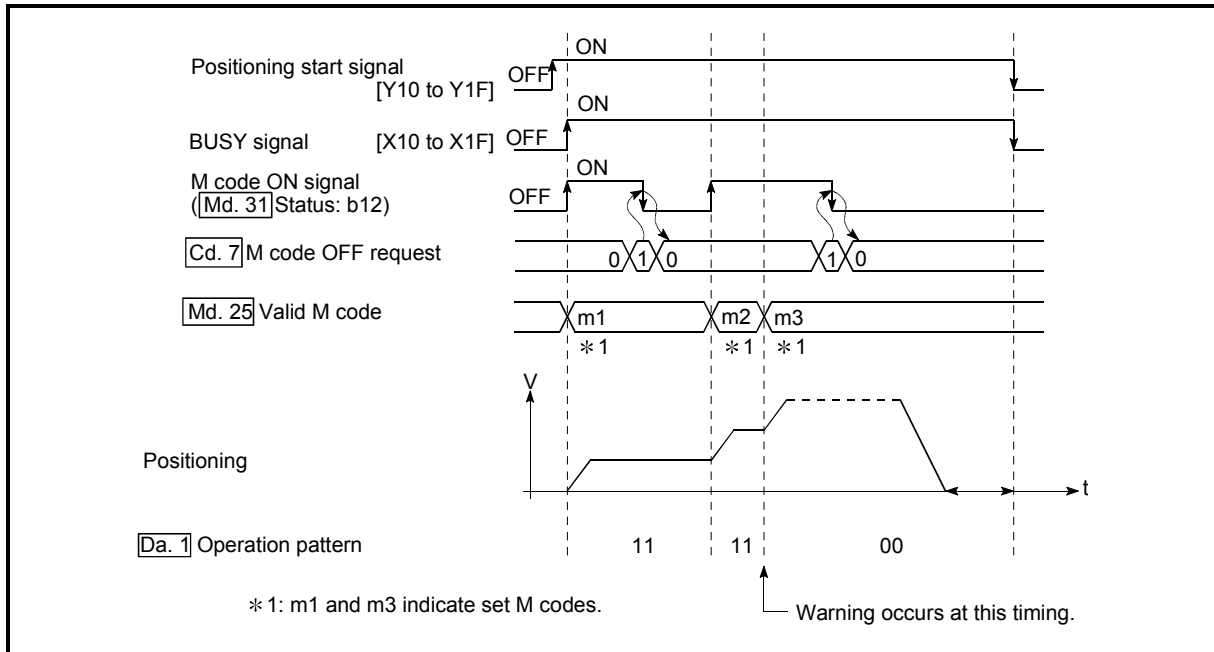 ON
Positioning start signal
[Y10 to Y1F]
OFF
ON
BUSY signal [X10 to X1F]
OFF
M code ON signal
( Md. 31 Status: b12)
ON
OFF
Cd. 7 M code OFF request
0 1 0 1 0
Md. 25 Valid M code
m1 m2 m3
*1 *1 *1
V
Positioning
t
Da. 1 Operation pattern
11 11 00
*1: m1 and m3 indicate set M codes.
Warning occurs at this timing.